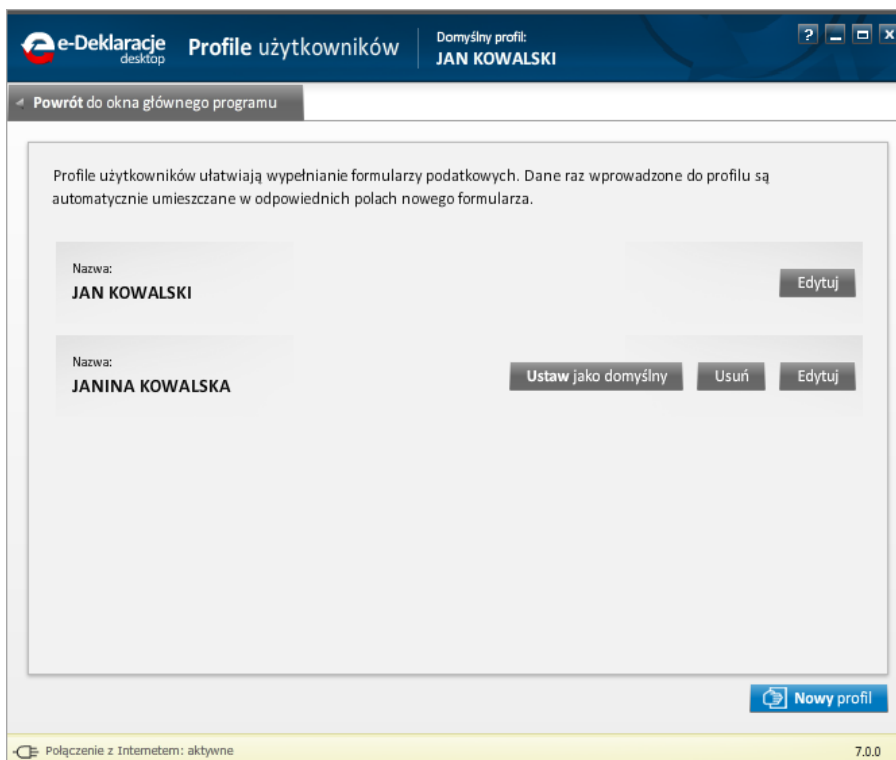 e-Deklaracje
desktop
Profile użytkowników
Domyślny profil:
JAN KOWALSKI
?
Powrót do okna głównego programu
Profile użytkowników ułatwiają wypełnianie formularzy podatkowych. Dane raz wprowadzone do profilu są
automatycznie umieszczane w odpowiednich polach nowego formularza.
Nazwa:
JAN KOWALSKI
Edytuj
Nazwa:
JANINA KOWALSKA
Ustaw jako domyślny
Usuń
Edytuj
Nowy profil
Połączenie z Internetem: aktywne
7.0.0